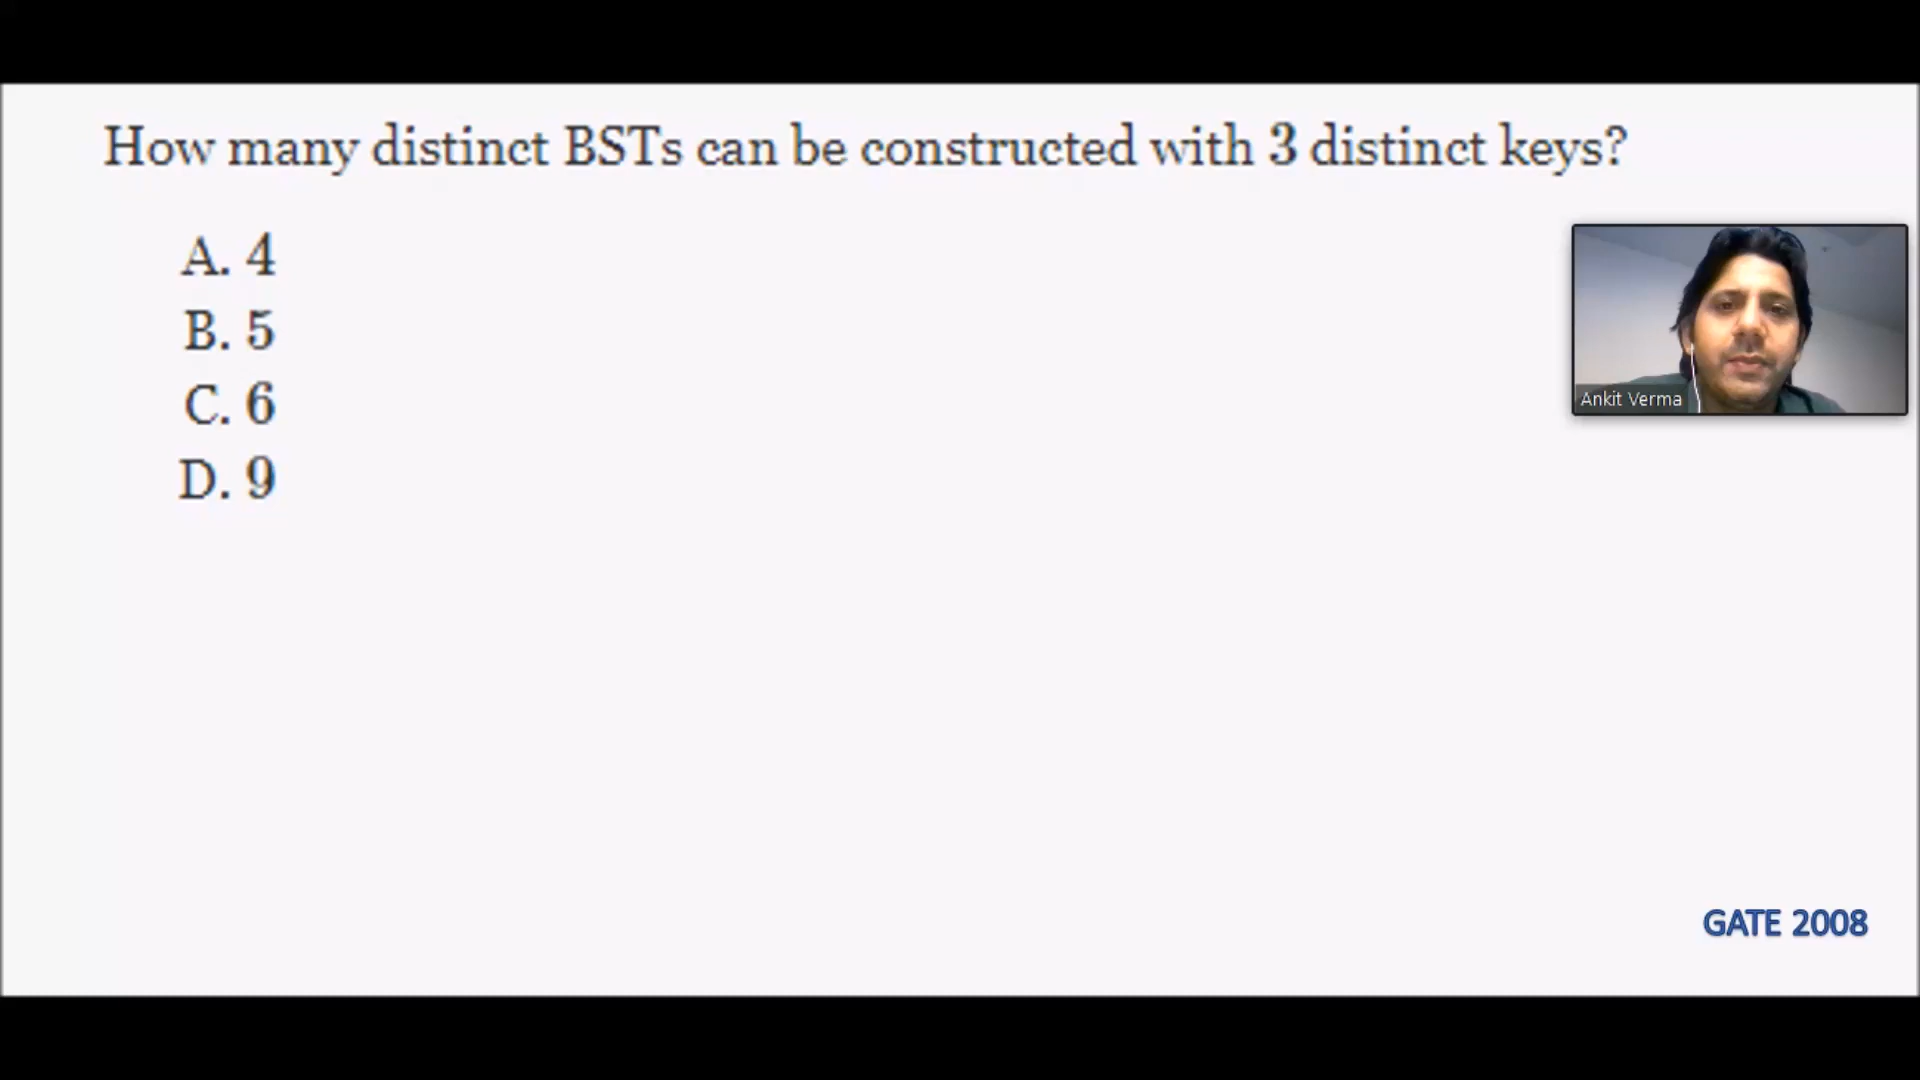 How many distinct BSTs can be constructed with 3 distinct keys?
A. 4
B. 5
C. 6
D. 9
Ankit Verma
GATE 2008